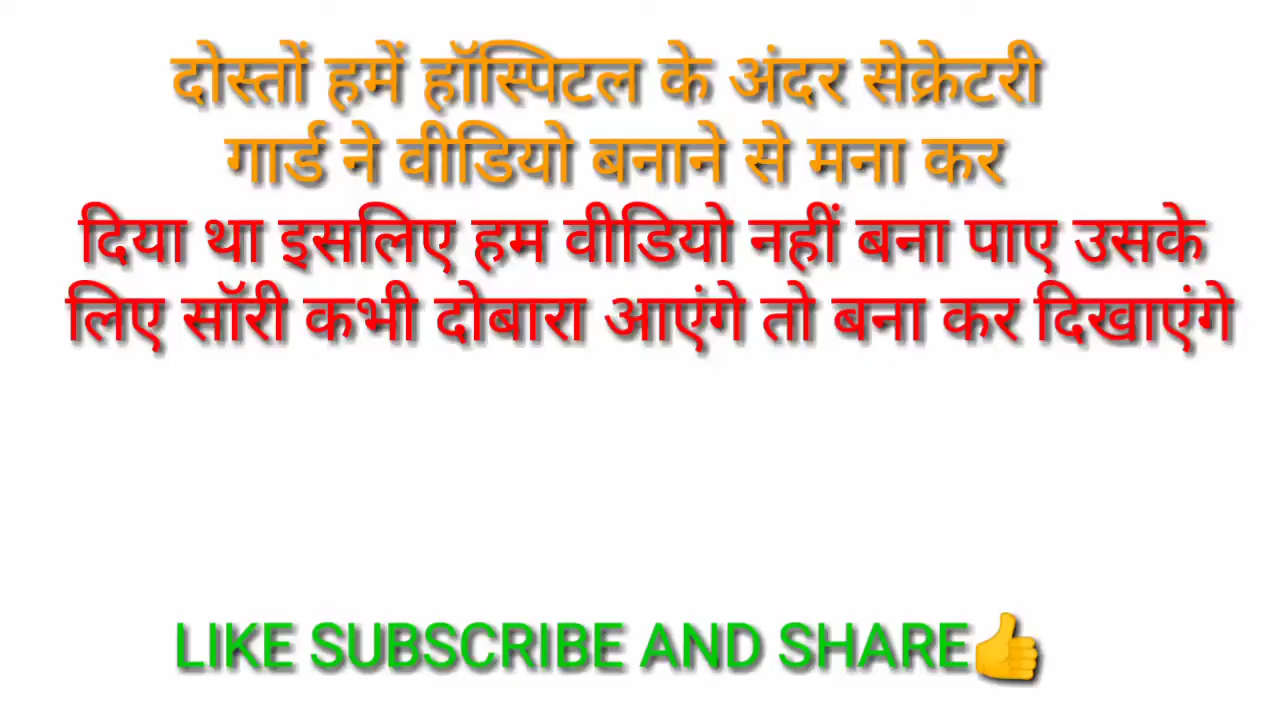 दोस्तों हमें हॉस्पिटल के अंदर सेक्रेटरी
गार्ड ने वीडियो बनाने से मना कर
दिया था इसलिए हम वीडियो नहीं बना पाए उसके
लिए सॉरी कभी दोबारा आएंगे तो बना कर दिखाएंगे
LIKE SUBSCRIBE AND SHARE👍